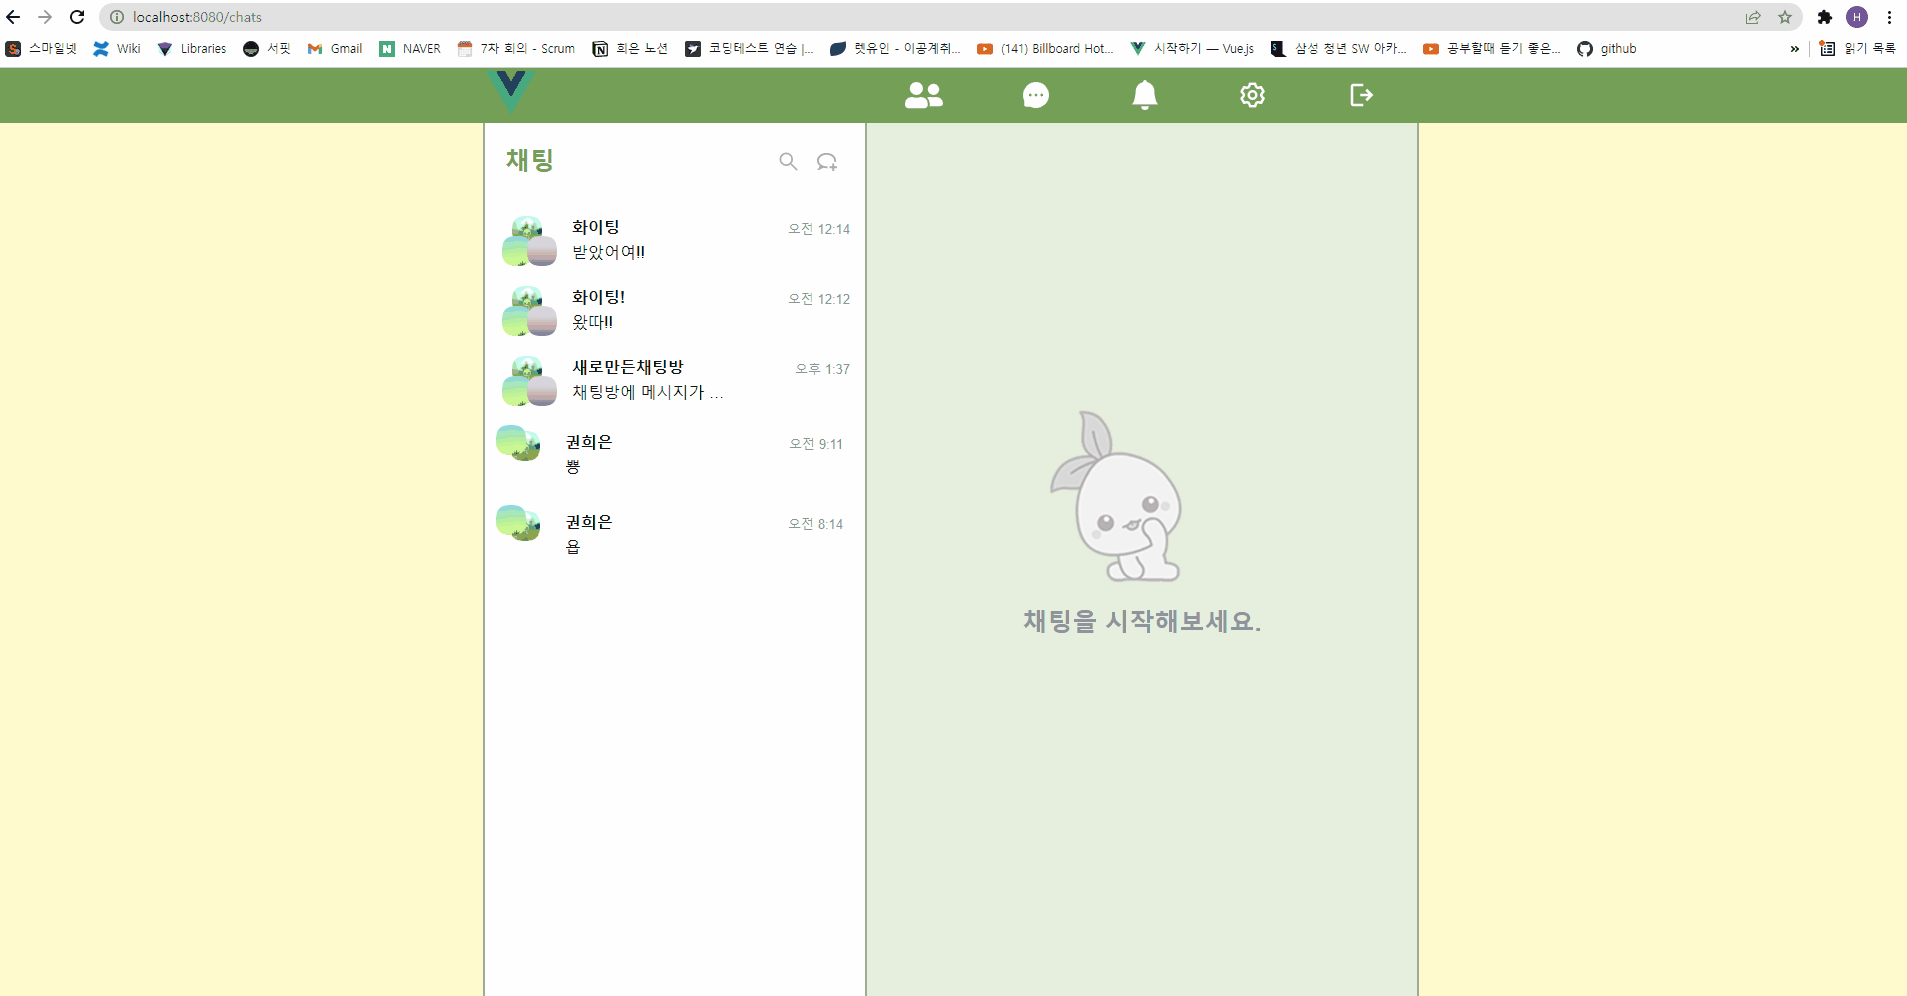 localhost:8080/chats
스마일넷 Wiki Libraries 서핏 Gmail NAVER 7차 회의 - Scrum 희은 노션 코딩테스트 연습 |... 렛유인 - 이공계취... (141) Billboard Hot... 시작하기 — Vue.js 삼성 청년 SW 아카... 공부할때 듣기 좋은... github » 읽기 목록
H
채팅
화이팅 오전 12:14
받았어여!!
화이팅! 오전 12:12
왔따!!
새로만든채팅방 오후 1:37
채팅방에 메시지가 ...
권희은 오전 9:11
뿅
권희은 오전 8:14
욥
채팅을 시작해보세요.